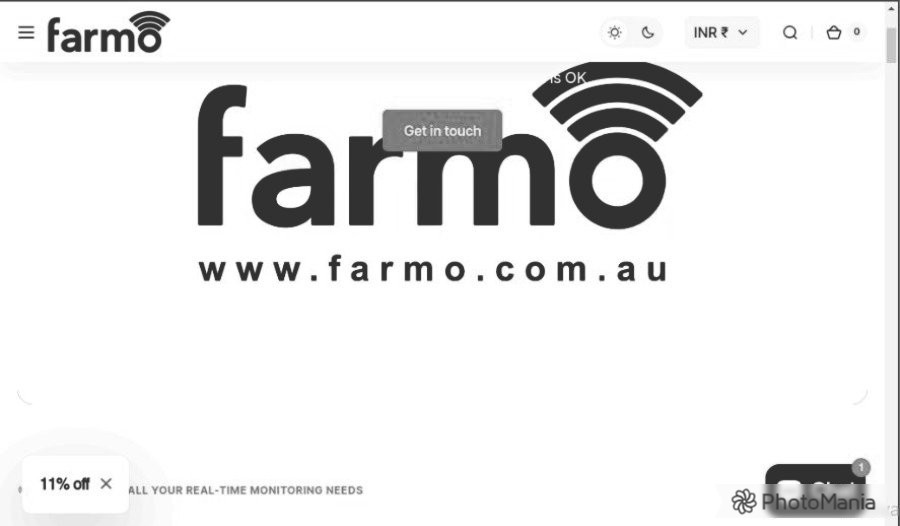 farmo
INR ₹
0
is OK
Get in touch
farmo
www.farmo.com.au
11% off
ALL YOUR REAL-TIME MONITORING NEEDS
1
PhotoMania